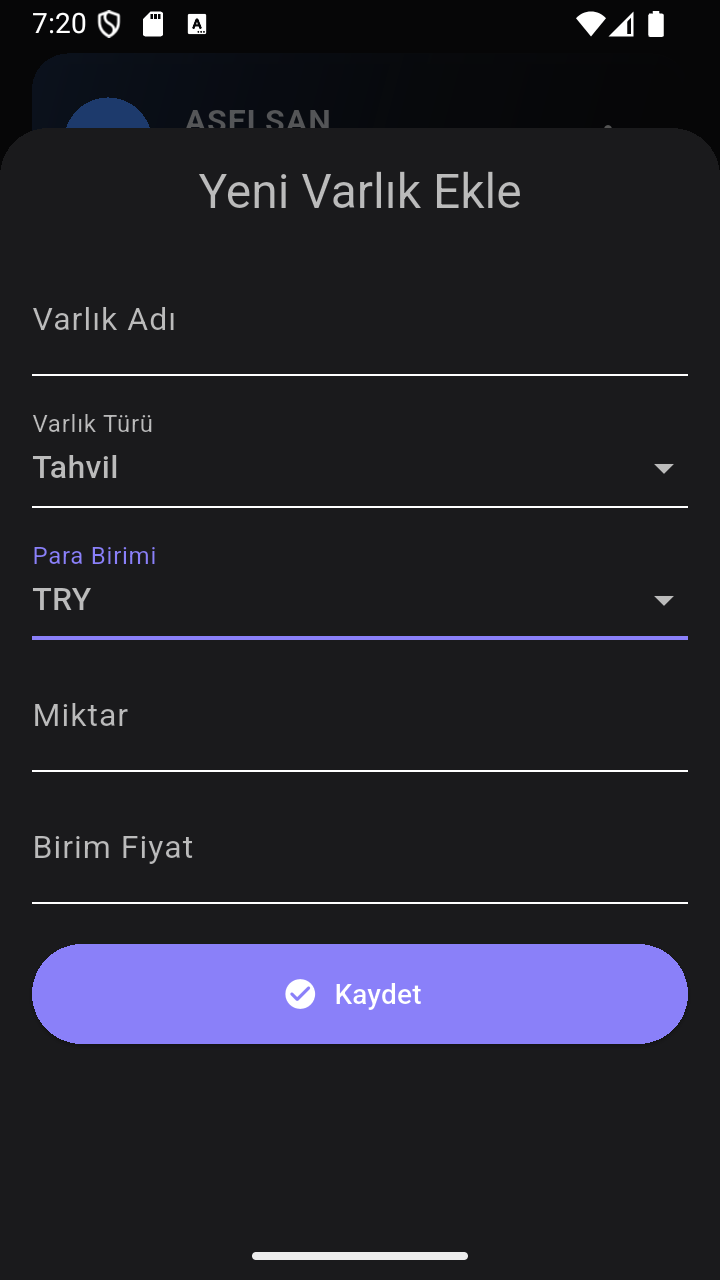 7:20
ASELSAN
Yeni Varlık Ekle
Varlık Adı
Varlık Türü
Tahvil
Para Birimi
TRY
Miktar
Birim Fiyat
Kaydet